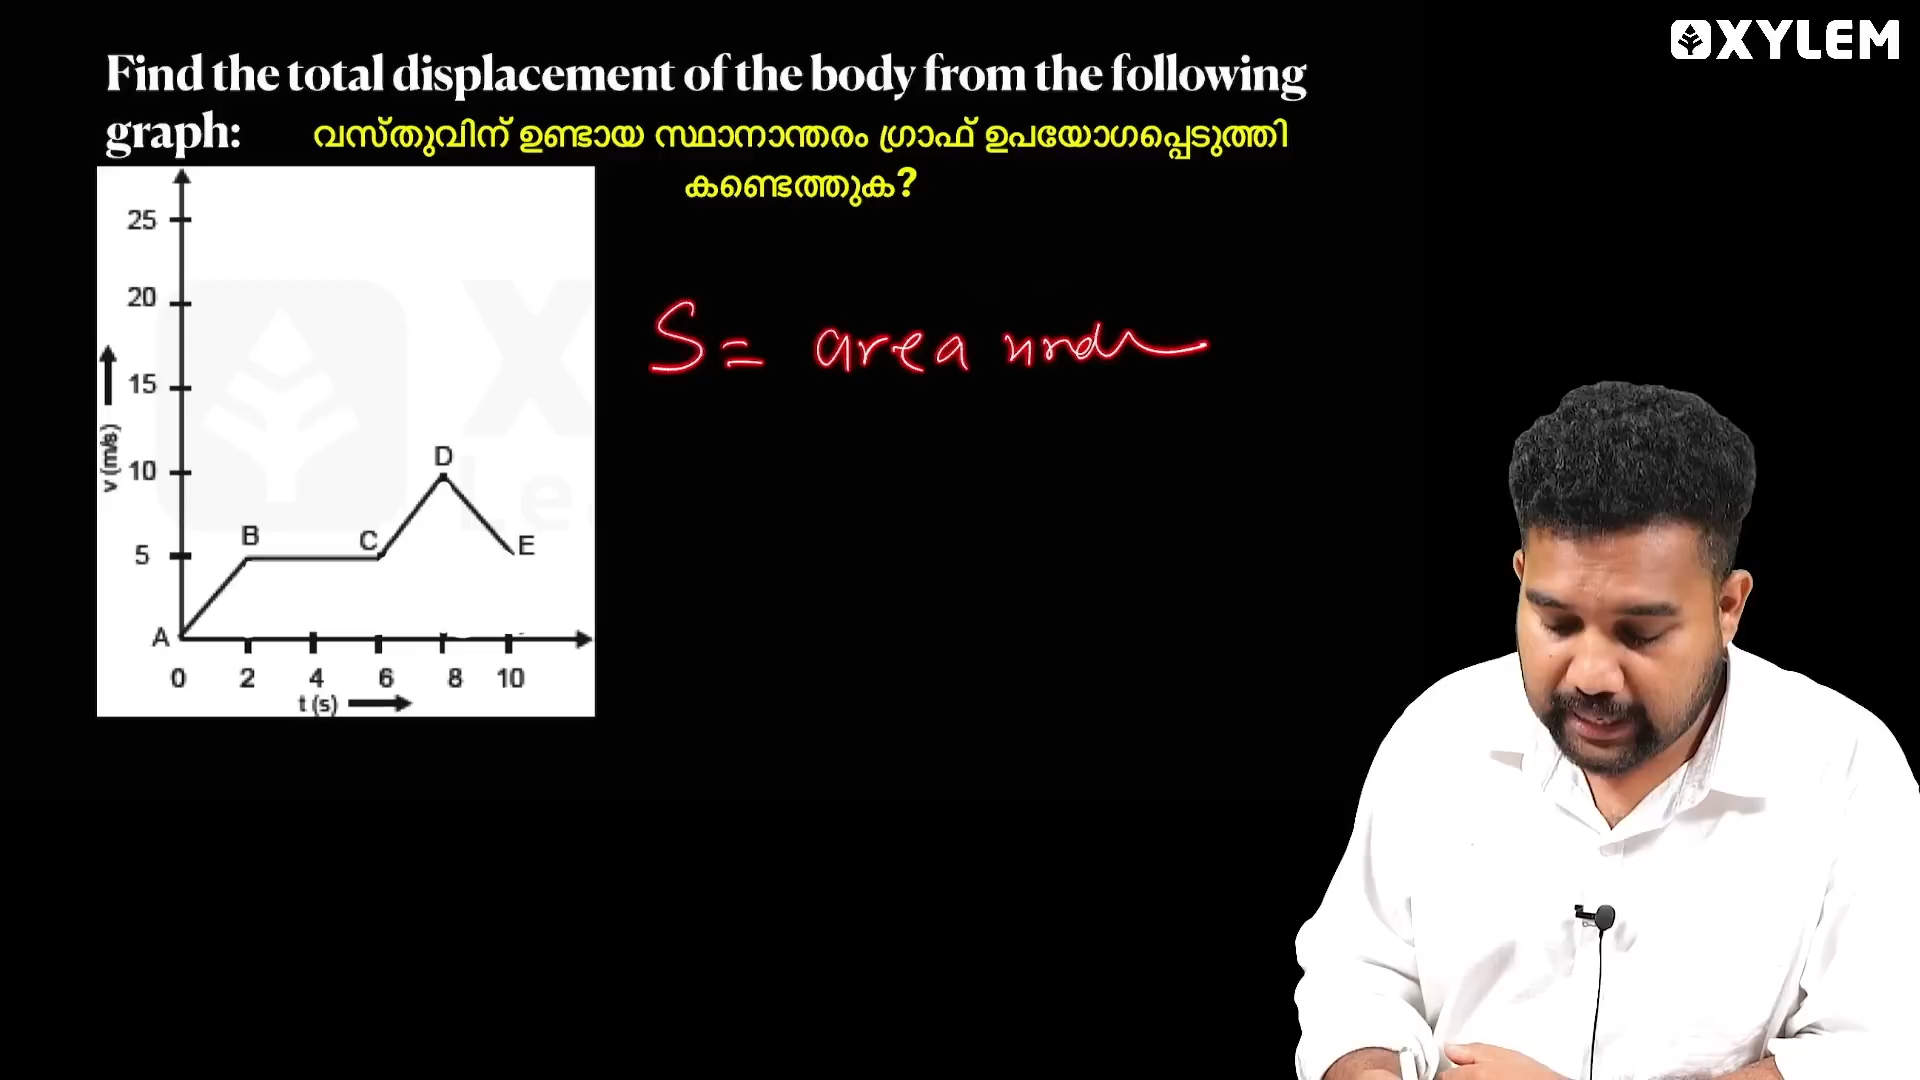 XYLEM
Find the total displacement of the body from the following
graph:
വസ്തുവിന് ഉണ്ടായ സ്ഥാനാന്തരം ഗ്രാഫ് ഉപയോഗപ്പെടുത്തി
കണ്ടെത്തുക?
25
20
15
10
5
v (m/s)
D
B
C
E
A
0 2 4 6 8 10
t (s)
S = area under